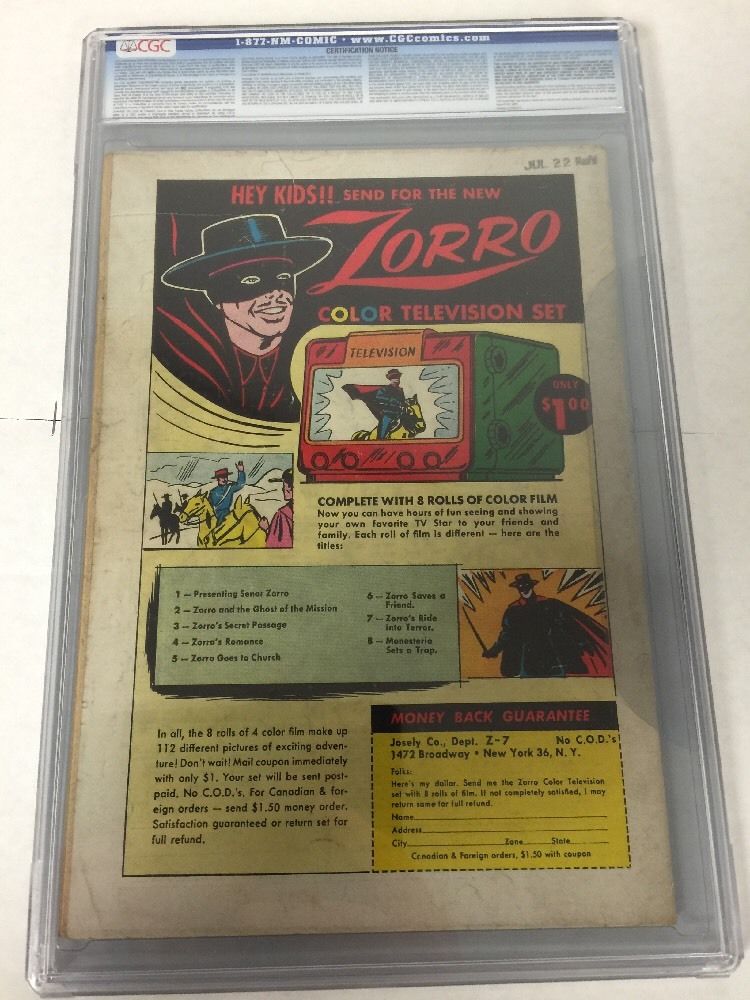 CGC
1-877-NM-COMIC • www.CGCcomics.com
CERTIFICATION NOTICE
JUL 22
HEY KIDS!! SEND FOR THE NEW
ZORRO
COLOR TELEVISION SET
TELEVISION
ONLY
$1.00
COMPLETE WITH 8 ROLLS OF COLOR FILM
Now you can have hours of fun seeing and showing
your own favorite TV Star to your friends and
family. Each roll of film is different — here are the
titles:
1 — Presenting Senor Zorro
2 — Zorro and the Ghost of the Mission
3 — Zorro's Secret Passage
4 — Zorro's Romance
5 — Zorro Goes to Church
6 — Zorro Saves a
Friend.
7 — Zorro's Ride
into Terror.
8 — Monasterio
Sets a Trap.
In all, the 8 rolls of 4 color film make up
112 different pictures of exciting adven-
ture! Don't wait! Mail coupon immediately
with only $1. Your set will be sent post-
paid. No C.O.D.'s. For Canadian & for-
eign orders — send $1.50 money order.
Satisfaction guaranteed or return set for
full refund.
MONEY BACK GUARANTEE
Josely Co., Dept. Z-7 No C.O.D.'s
1472 Broadway • New York 36, N. Y.
Folks:
Here's my dollar. Send me the Zorro Color Television
set with 8 rolls of film. If not completely satisfied, I may
return same for full refund.
Name
Address
City Zone State
Canadian & Foreign orders, $1.50 with coupon